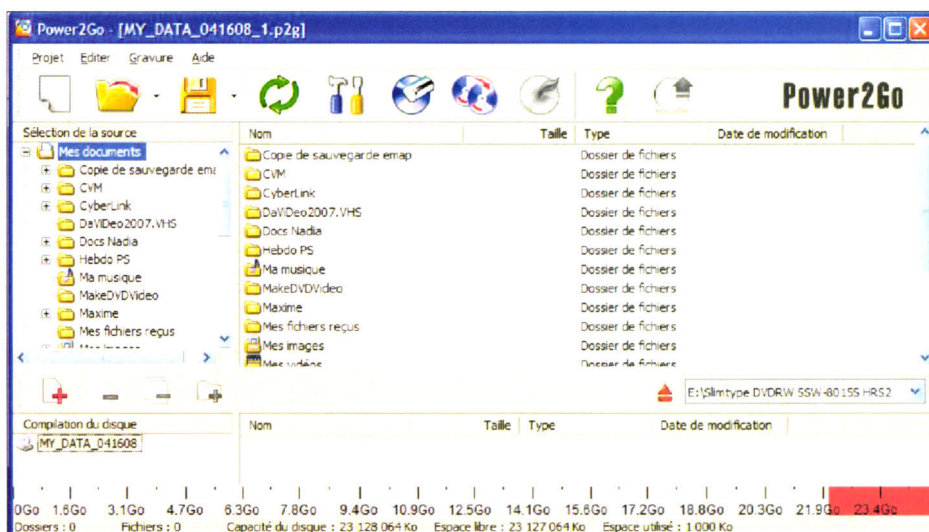 Power2Go - [MY_DATA_041608_1.p2g]
Projet Editer Gravure Aide
Power2Go
Sélection de la source
Mes documents
Copie de sauvegarde ema
CVM
CyberLink
DaViDeo2007.VHS
Docs Nadia
Hebdo PS
Ma musique
MakeDVDVideo
Maxime
Mes fichiers reçus
Mes images
Nom Taille Type Date de modification
Copie de sauvegarde emap Dossier de fichiers
CVM Dossier de fichiers
CyberLink Dossier de fichiers
DaViDeo2007.VHS Dossier de fichiers
Docs Nadia Dossier de fichiers
Hebdo PS Dossier de fichiers
Ma musique Dossier de fichiers
MakeDVDVideo Dossier de fichiers
Maxime Dossier de fichiers
Mes fichiers reçus Dossier de fichiers
Mes images Dossier de fichiers
Mes vidéos Dossier de fichiers
E:\Slimtype DVDRW SSW-8015S HRS2
Compilation du disque
MY_DATA_041608
Nom Taille Type Date de modification
0Go 1.6Go 3.1Go 4.7Go 6.3Go 7.8Go 9.4Go 10.9Go 12.5Go 14.1Go 15.6Go 17.2Go 18.8Go 20.3Go 21.9Go 23.4Go
Dossiers : 0 Fichiers : 0 Capacité du disque : 23 128 064 Ko Espace libre : 23 127 064 Ko Espace utilisé : 1 000 Ko